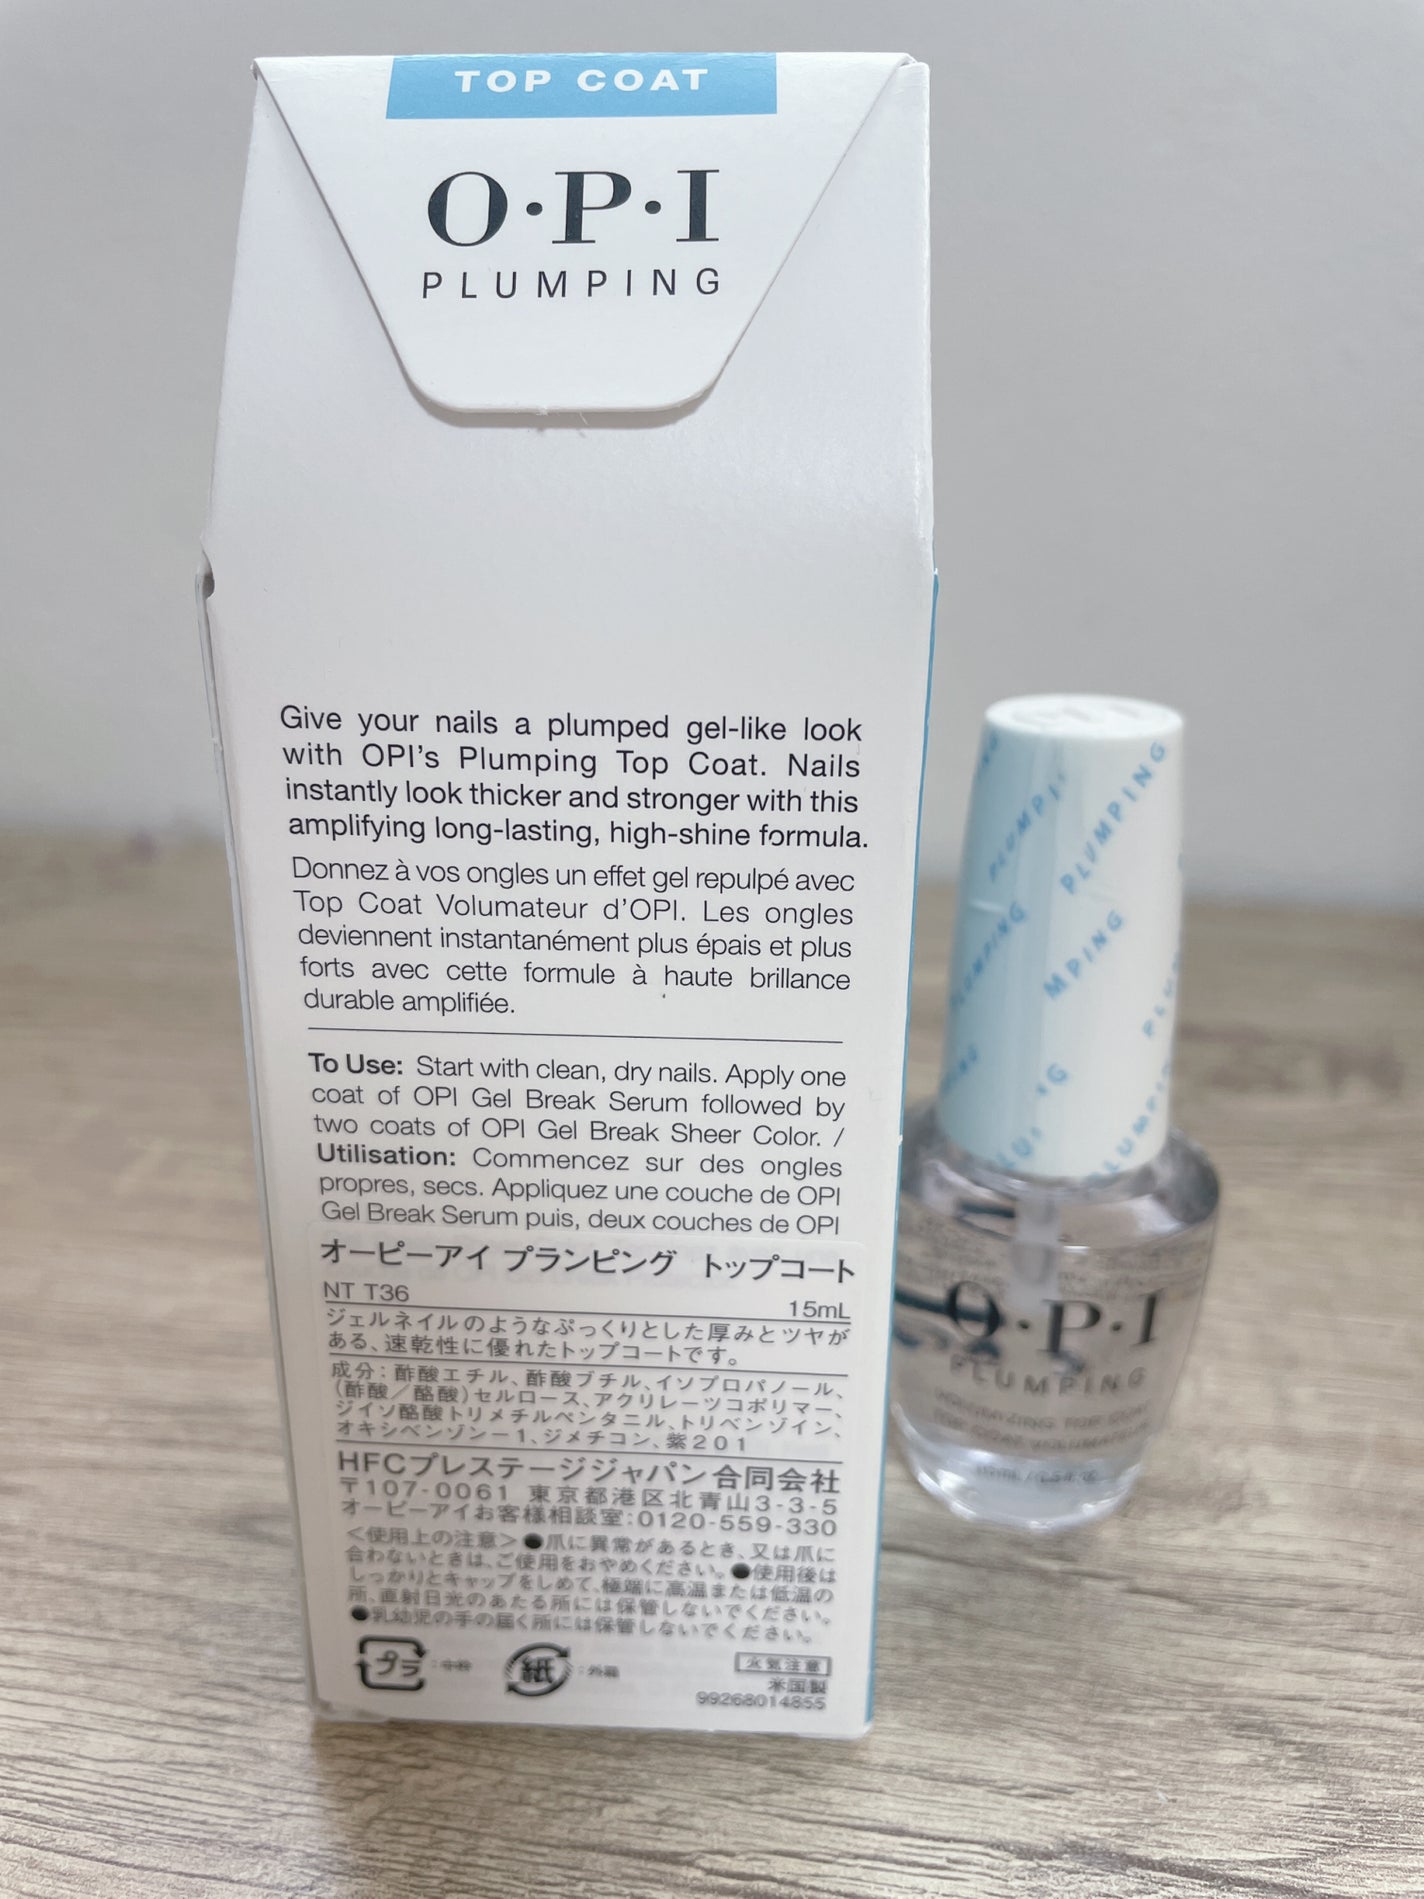 TOP COAT
O·P·I
PLUMPING
Give your nails a plumped gel-like look
with OPI's Plumping Top Coat. Nails
instantly look thicker and stronger with this
amplifying long-lasting, high-shine formula.
Donnez à vos ongles un effet gel repulpé avec
Top Coat Volumateur d'OPI. Les ongles
deviennent instantanément plus épais et plus
forts avec cette formule à haute brillance
durable amplifiée.
To Use: Start with clean, dry nails. Apply one
coat of OPI Gel Break Serum followed by
two coats of OPI Gel Break Sheer Color. /
Utilisation: Commencez sur des ongles
propres, secs. Appliquez une couche de OPI
Gel Break Serum puis, deux couches de OPI
オーピーアイ プランピング トップコート
NT T36 15mL
ジェルネイルのようなぷっくりとした厚みとツヤが
ある、速乾性に優れたトップコートです。
成分:酢酸エチル、酢酸ブチル、イソプロパノール、
(酢酸/酪酸)セルロース、アクリレーツコポリマー、
ジイソ酪酸トリメチルペンタニル、トリベンゾイン、
オキシベンゾンー1、ジメチコン、紫201
HFCプレステージジャパン合同会社
〒107-0061 東京都港区北青山3-3-5
オーピーアイお客様相談室:0120-559-330
<使用上の注意>●爪に異常があるとき、又は爪に
合わないときは、ご使用をおやめください。●使用後は
しっかりとキャップをしめて、極端に高温または低温の
所、直射日光のあたる所には保管しないでください。
●乳幼児の手の届く所には保管しないでください。
プラ
紙 :外箱
火気注意
米国製
99268014855
PLUMPING
PLUMPING
MPING
PLUMPING
O·P·I
PLUMPING
VOLUMIZING TOP COAT
TOP COAT VOLUMATEUR